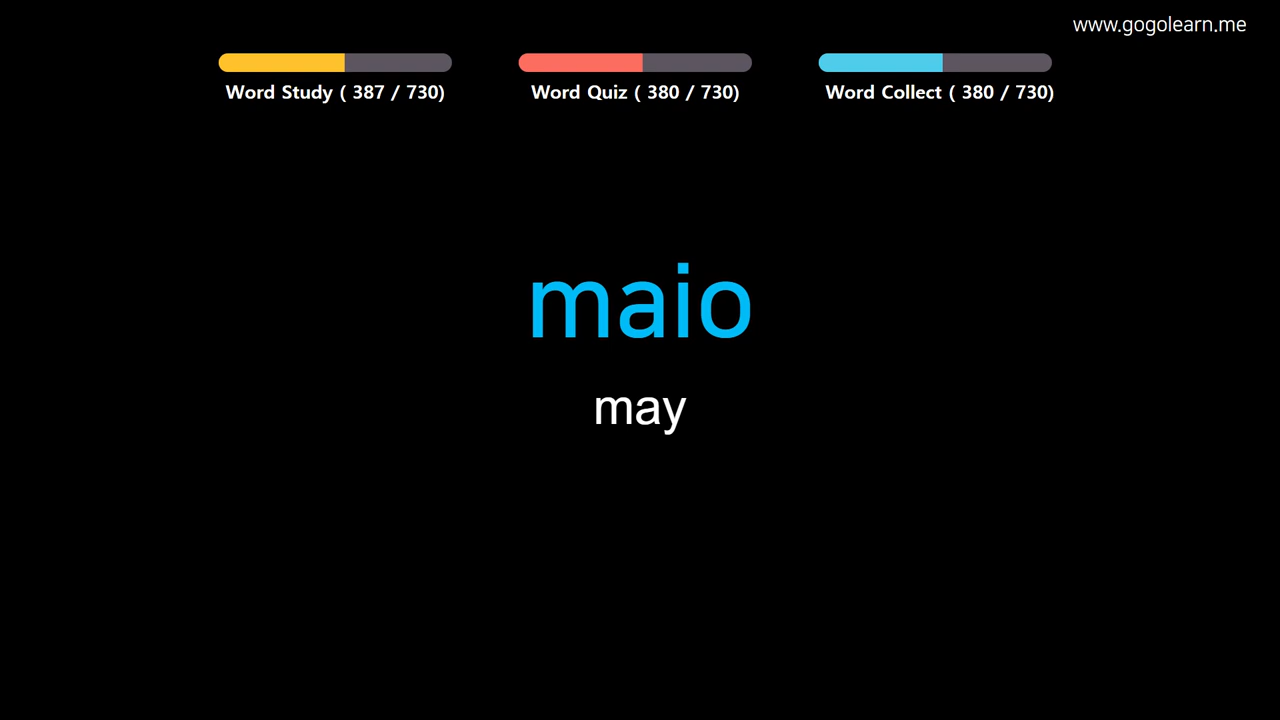 www.gogolearn.me
Word Study ( 387 / 730)
Word Quiz ( 380 / 730)
Word Collect ( 380 / 730)
maio
may